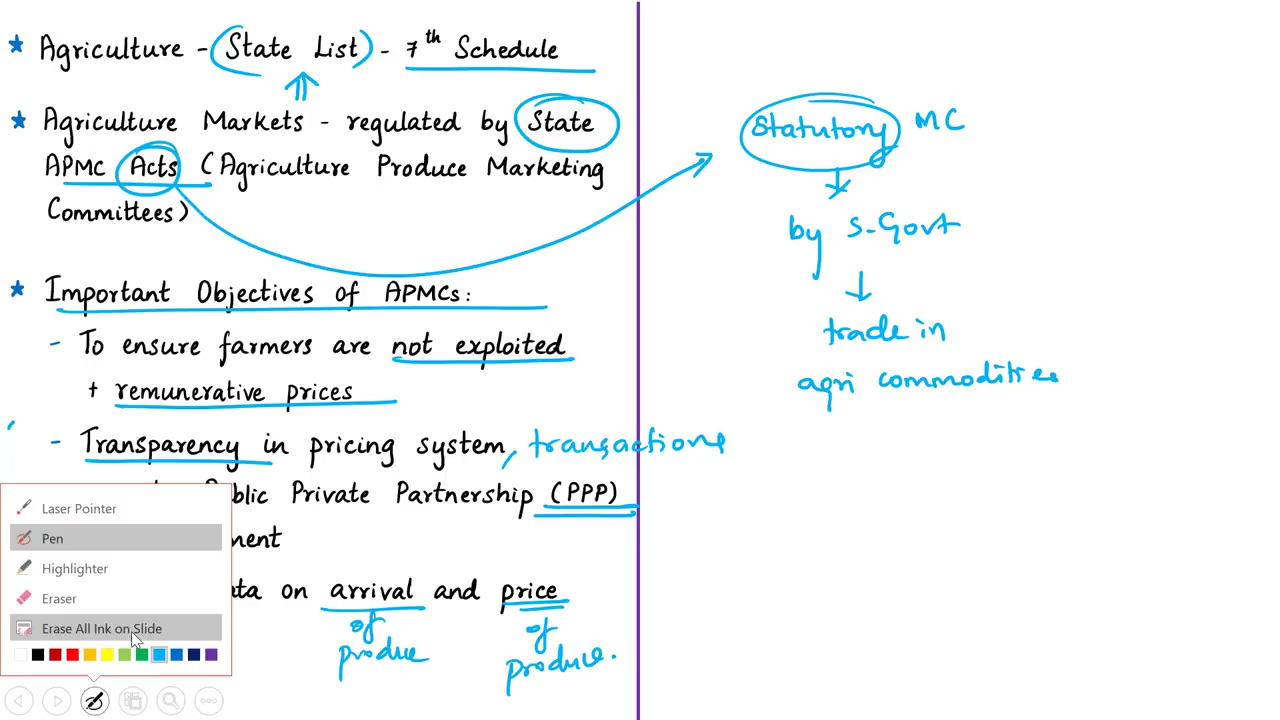 ★ Agriculture - State List - 7th Schedule
★ Agriculture Markets - regulated by State
APMC Acts (Agriculture Produce Marketing
Committees)
★ Important Objectives of APMCs:
- To ensure farmers are not exploited
+ remunerative prices
- Transparency in pricing system, transactions
Private Partnership (PPP)
on arrival and price
of produce
of produce.
Statutory MC
by S-Govt
trade in
agri commodities
Laser Pointer
Pen
Highlighter
Eraser
Erase All Ink on Slide